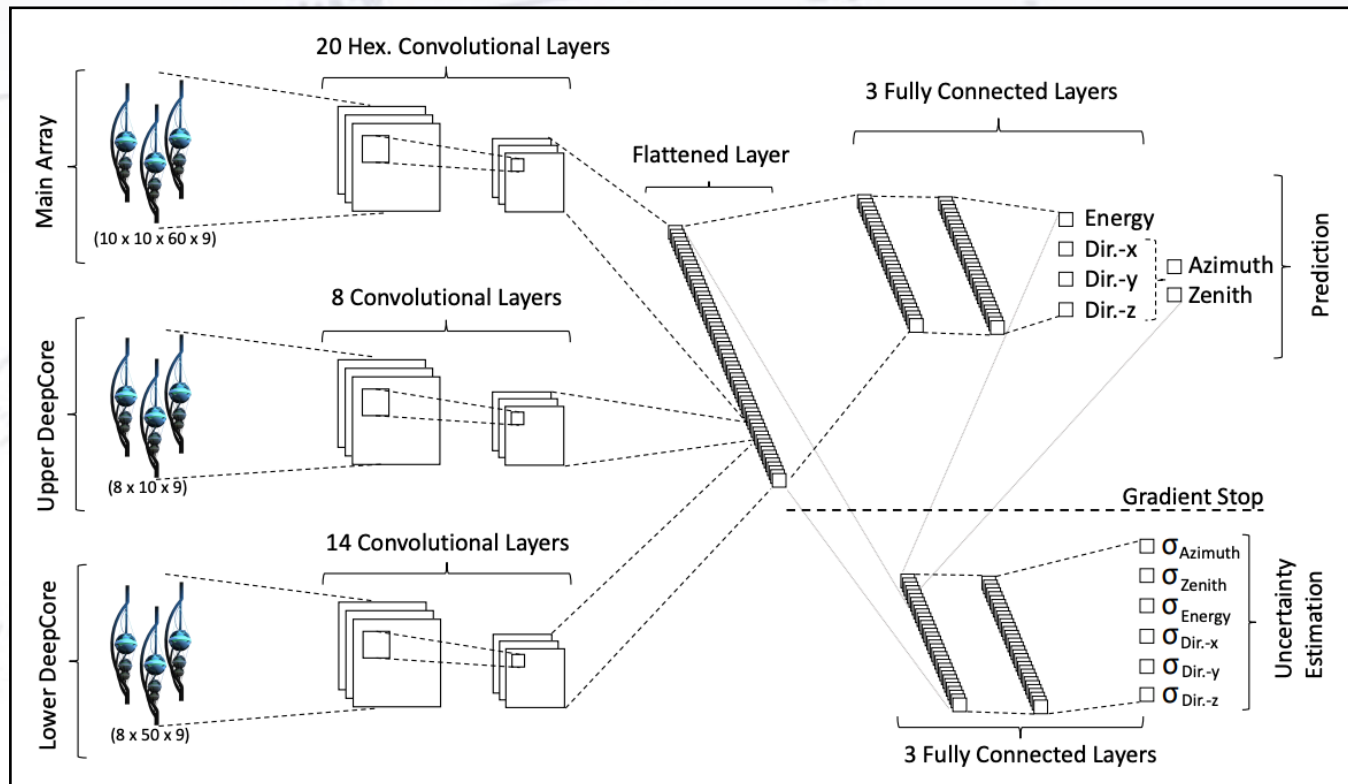 20 Hex. Convolutional Layers
Main Array
(10 x 10 x 60 x 9)
8 Convolutional Layers
Upper DeepCore
(8 x 10 x 9)
14 Convolutional Layers
Lower DeepCore
(8 x 50 x 9)
Flattened Layer
3 Fully Connected Layers
Energy
Dir.-x
Dir.-y
Dir.-z
Azimuth
Zenith
Prediction
Gradient Stop
σAzimuth
σZenith
σEnergy
σDir.-x
σDir.-y
σDir.-z
Uncertainty
Estimation
3 Fully Connected Layers